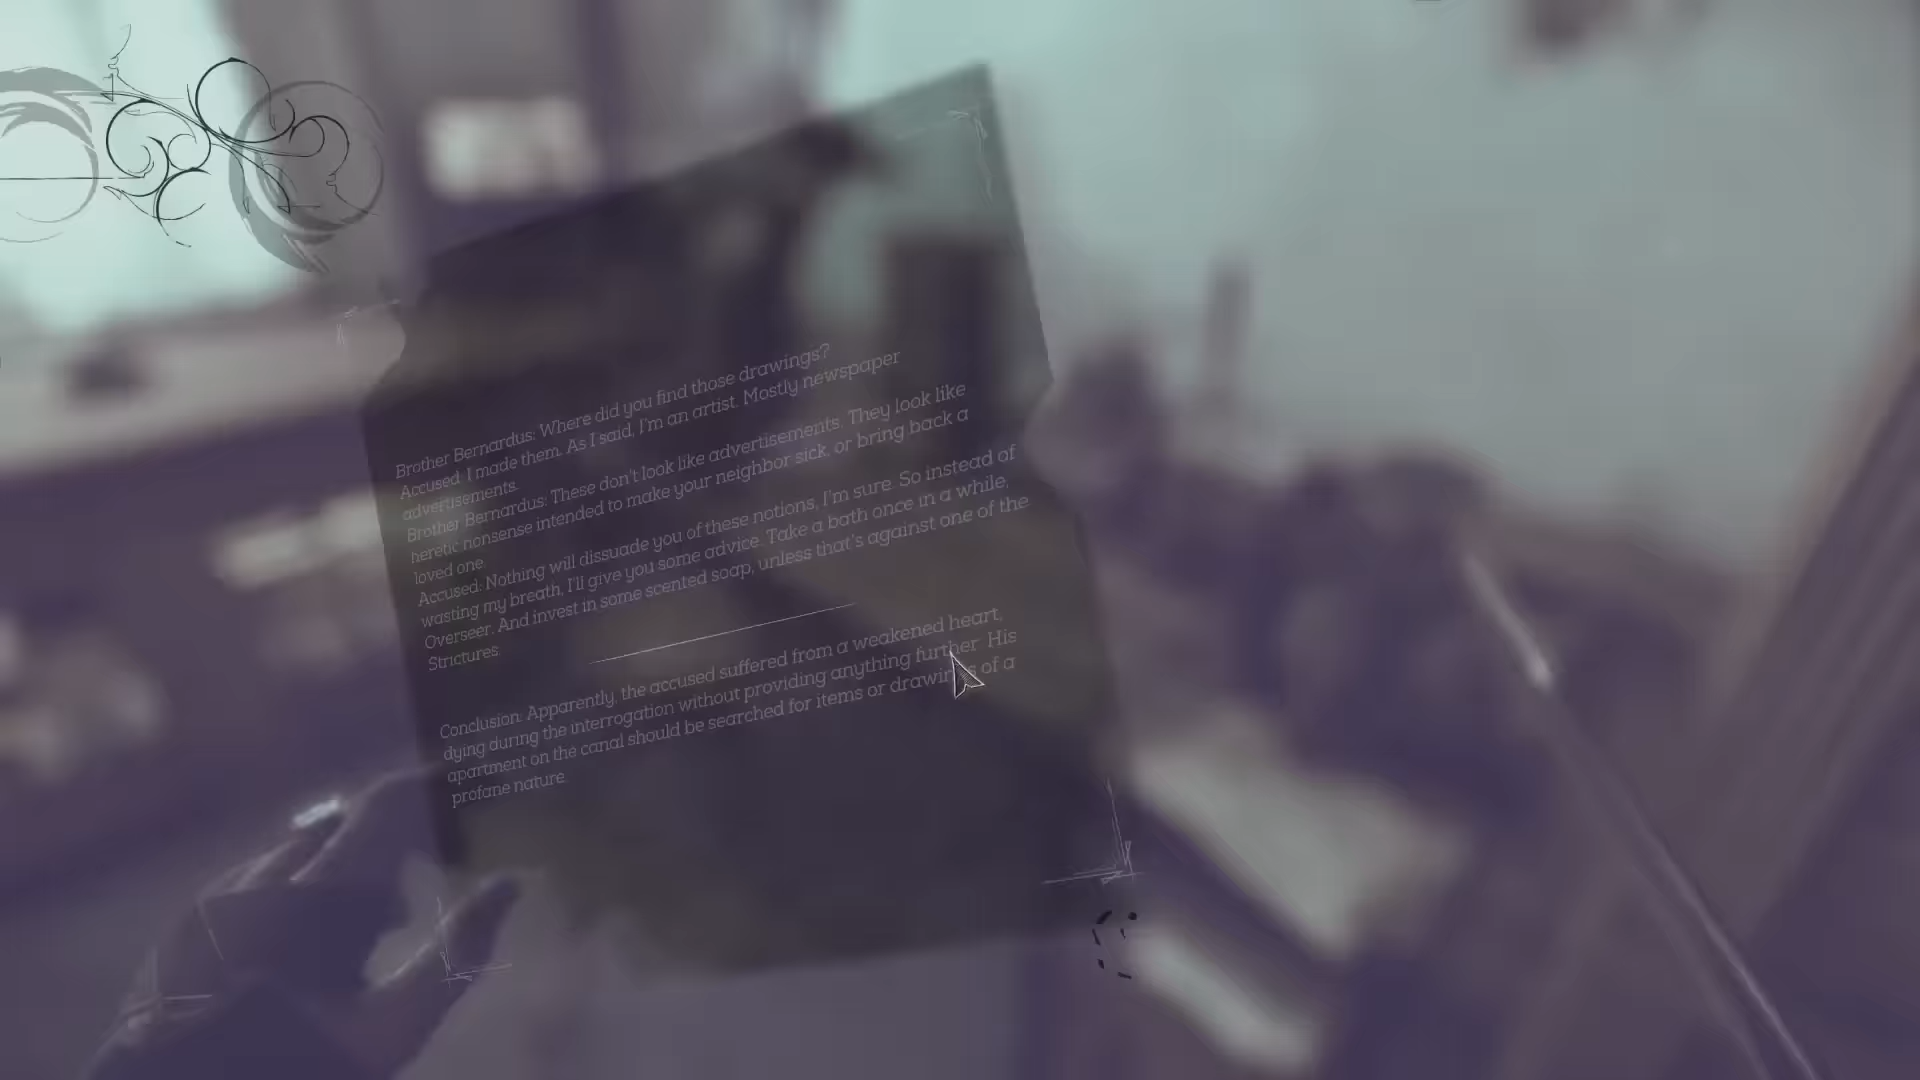 Brother Bernardus: Where did you find those drawings?
Accused: I made them. As I said, I'm an artist. Mostly newspaper
advertisements.
Brother Bernardus: These don't look like advertisements. They look like
heretic nonsense intended to make your neighbor sick, or bring back a
loved one.
Accused: Nothing will dissuade you of these notions, I'm sure. So instead of
wasting my breath, I'll give you some advice. Take a bath once in a while,
Overseer. And invest in some scented soap, unless that's against one of the
Strictures.
Conclusion: Apparently, the accused suffered from a weakened heart,
dying during the interrogation without providing anything further. His
apartment on the canal should be searched for items or drawings of a
profane nature.